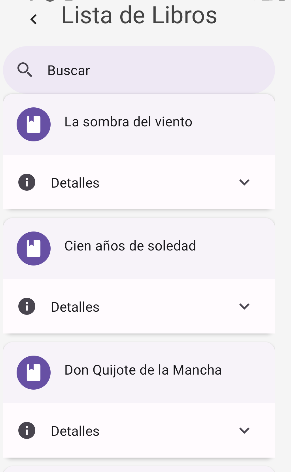 Lista de Libros
Buscar
La sombra del viento
Detalles
Cien años de soledad
Detalles
Don Quijote de la Mancha
Detalles